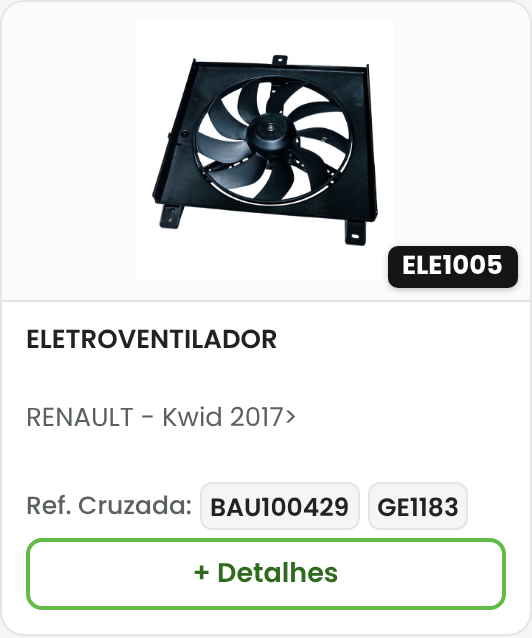 ELE1005
ELETROVENTILADOR
RENAULT - Kwid 2017>
Ref. Cruzada: BAU100429 GE1183
+ Detalhes